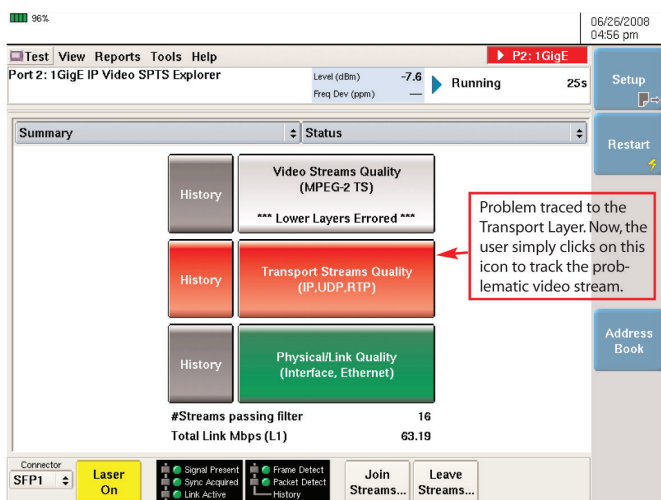 96%
06/26/2008
04:56 pm
Test View Reports Tools Help
P2: 1GigE
Port 2: 1GigE IP Video SPTS Explorer
Level (dBm) -7.6
Freq Dev (ppm) —
Running 25s
Setup
Restart
Address
Book
Summary
Status
History
Video Streams Quality
(MPEG-2 TS)
*** Lower Layers Errored ***
History
Transport Streams Quality
(IP,UDP,RTP)
History
Physical/Link Quality
(Interface, Ethernet)
Problem traced to the
Transport Layer. Now, the
user simply clicks on this
icon to track the prob-
lematic video stream.
#Streams passing filter 16
Total Link Mbps (L1) 63.19
Connector
SFP1
Laser
On
Signal Present
Sync Acquired
Link Active
Frame Detect
Packet Detect
History
Join
Streams...
Leave
Streams...